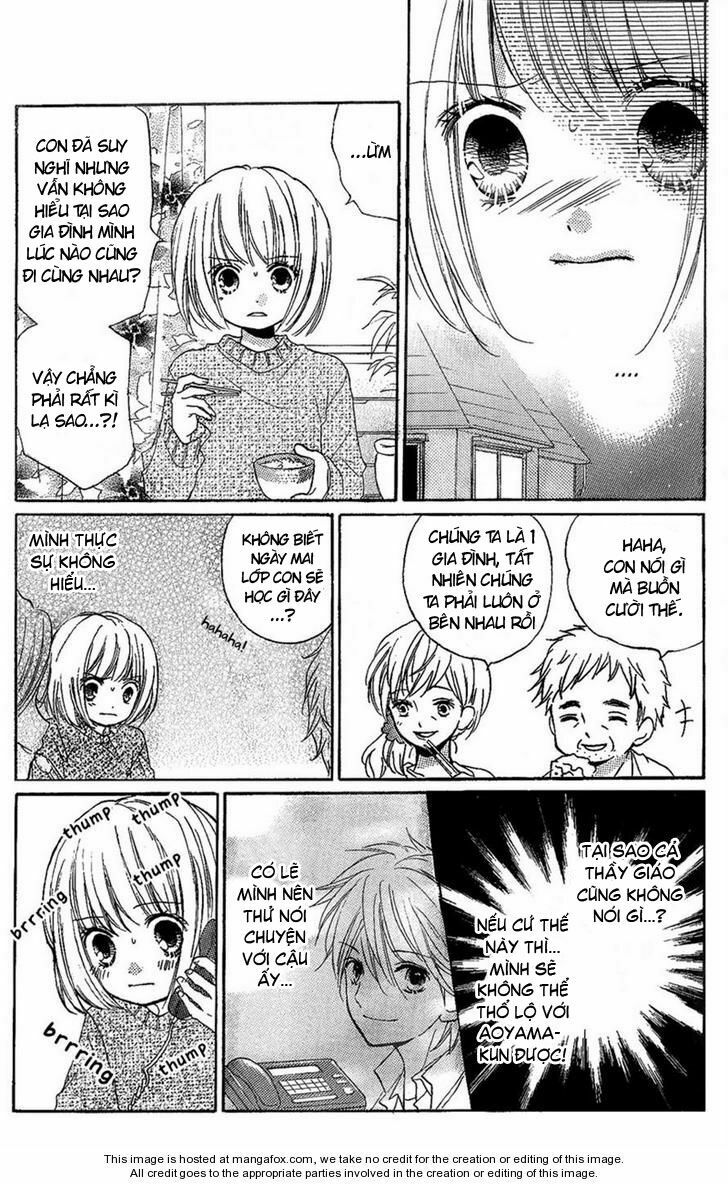 ....
...ỪM
CON ĐÃ SUY
NGHĨ NHƯNG
VẪN KHÔNG
HIỂU TẠI SAO
GIA ĐÌNH MÌNH
LÚC NÀO CŨNG
ĐI CÙNG NHAU?
VẬY CHẲNG
PHẢI RẤT KÌ
LẠ SAO...?!
HAHA,
CON NÓI GÌ
MÀ BUỒN
CƯỜI THẾ.
CHÚNG TA LÀ 1
GIA ĐÌNH, TẤT
NHIÊN CHÚNG
TA PHẢI LUÔN Ở
BÊN NHAU RỒI
KHÔNG BIẾT
NGÀY MAI
LỚP CON SẼ
HỌC GÌ ĐÂY
...?
hahaha!
MÌNH THỰC
SỰ KHÔNG
HIỂU...
TẠI SAO CẢ
THẦY GIÁO
CŨNG KHÔNG
NÓI GÌ...?
NẾU CỨ THẾ
NÀY THÌ...
MÌNH SẼ
KHÔNG THỂ
THỔ LỘ VỚI
AOYAMA-
KUN ĐƯỢC!
CÓ LẼ
MÌNH NÊN
THỬ NÓI
CHUYỆN
VỚI CẬU
ẤY...
thump
thump
thump
brrring
brrring
thump
This image is hosted at mangafox.com, we take no credit for the creation or editing of this image.
All credit goes to the appropriate parties involved in the creation or editing of this image.